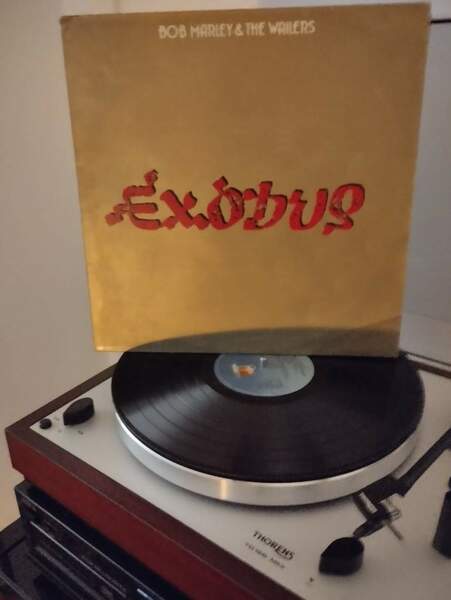 BOB MARLEY & THE WAILERS
EXODUS
THORENS